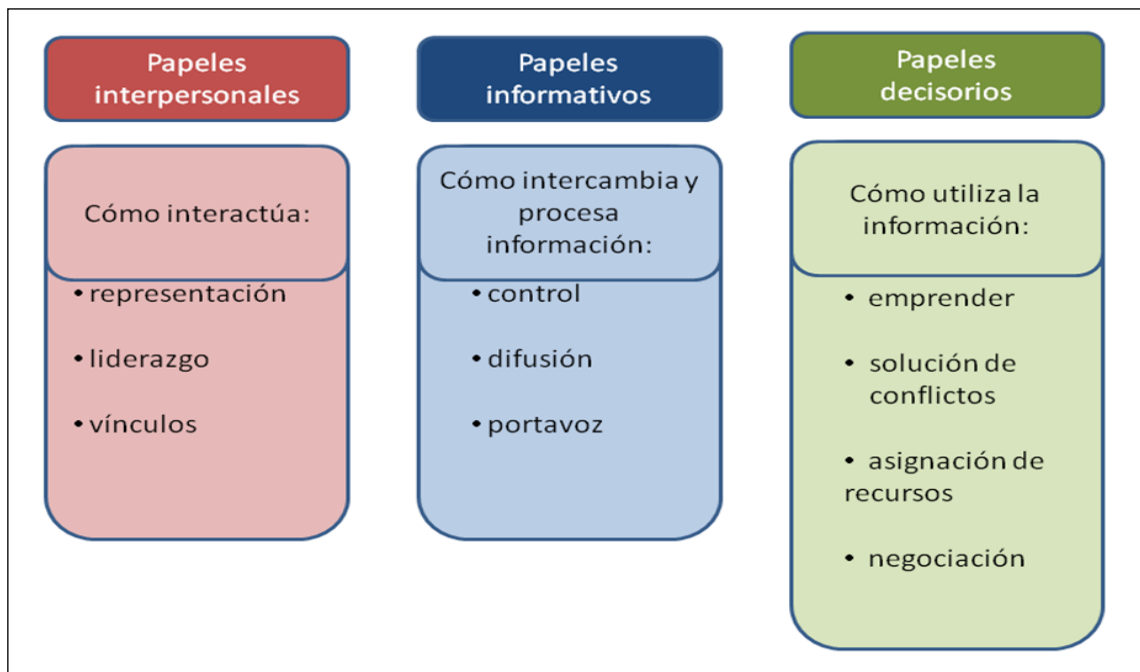 Papeles
interpersonales
Cómo interactúa:
• representación
• liderazgo
• vínculos
Papeles
informativos
Cómo intercambia y
procesa
información:
• control
• difusión
• portavoz
Papeles
decisorios
Cómo utiliza la
información:
• emprender
• solución de
conflictos
• asignación de
recursos
• negociación